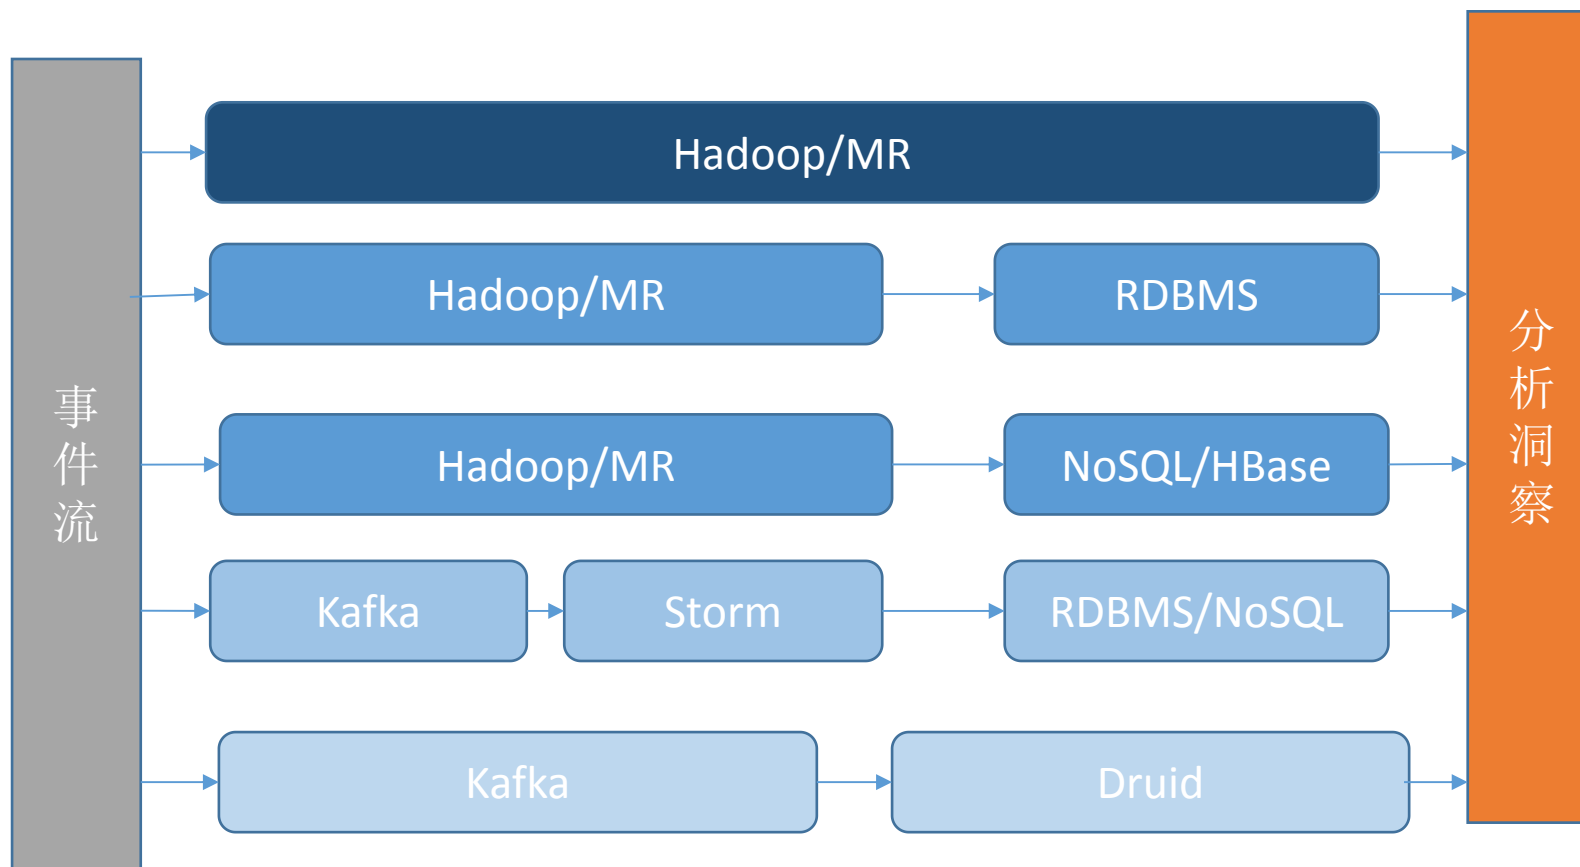 事件流
Hadoop/MR
Hadoop/MR
RDBMS
Hadoop/MR
NoSQL/HBase
Kafka
Storm
RDBMS/NoSQL
Kafka
Druid
分析洞察